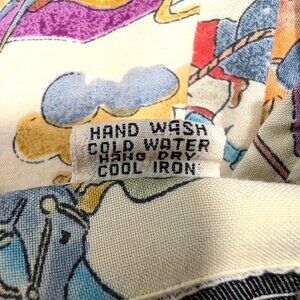 HAND WASH
COLD WATER
HANG DRY
COOL IRON